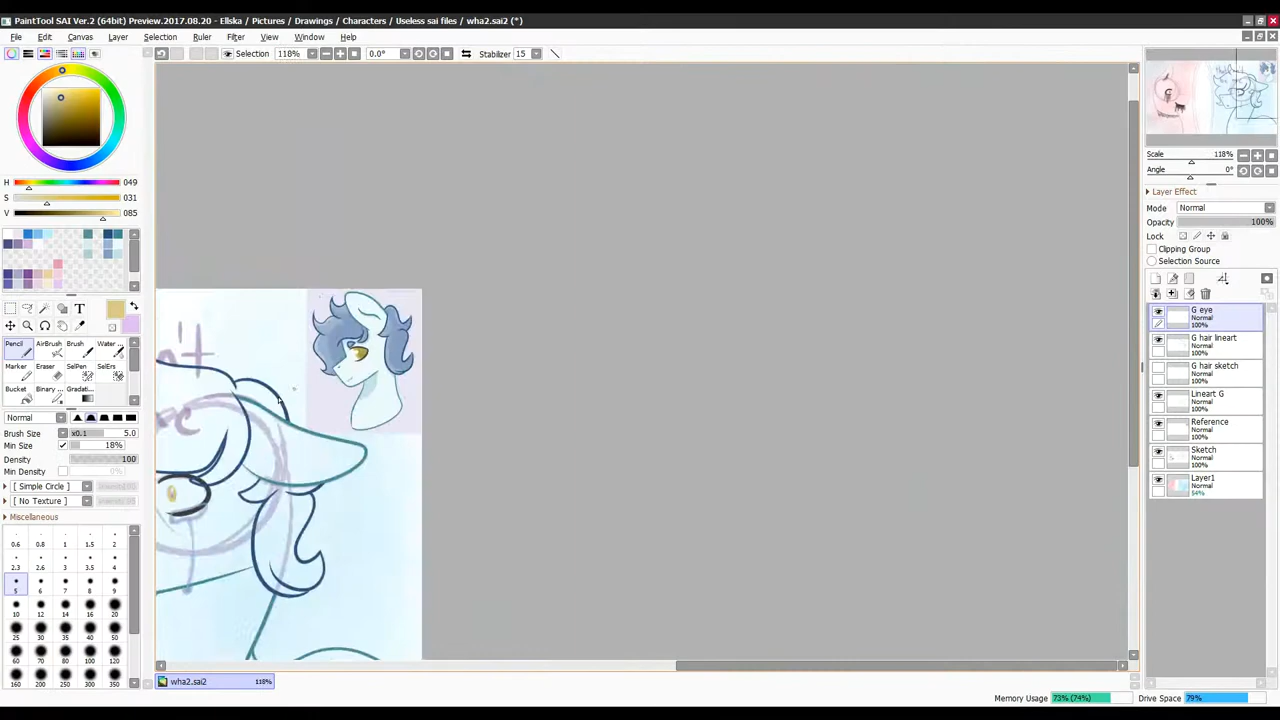 PaintTool SAI Ver.2 (64bit) Preview.2017.08.20 - Eliska / Pictures / Drawings / Characters / Useless sai files / wha2.sai2 (*)
File Edit Canvas Layer Selection Ruler Filter View Window Help
Selection 118% 0.0° Stabilizer 15
H 049
S 031
V 085
T
Pencil AirBrush Brush Water ..
Marker Eraser SelPen SelErs
Bucket Binary .. Gradati..
Normal
Brush Size x0.1 5.0
Min Size 18%
Density 100
Min Density 0%
[ Simple Circle ]
[ No Texture ]
Miscellaneous
0.6 0.8 1 1.5 2
2.3 2.6 3 3.5 4
5 6 7 8 9
10 12 14 16 20
25 30 35 40 50
60 70 80 100 120
160 200 250 300 350
wha2.sai2 118%
Scale 118%
Angle 0°
Layer Effect
Mode Normal
Opacity 100%
Lock
Clipping Group
Selection Source
G eye
Normal
100%
G hair lineart
Normal
100%
G hair sketch
Normal
100%
Lineart G
Normal
100%
Reference
Normal
100%
Sketch
Normal
100%
Layer1
Normal
54%
Memory Usage 73% (74%) Drive Space 79%